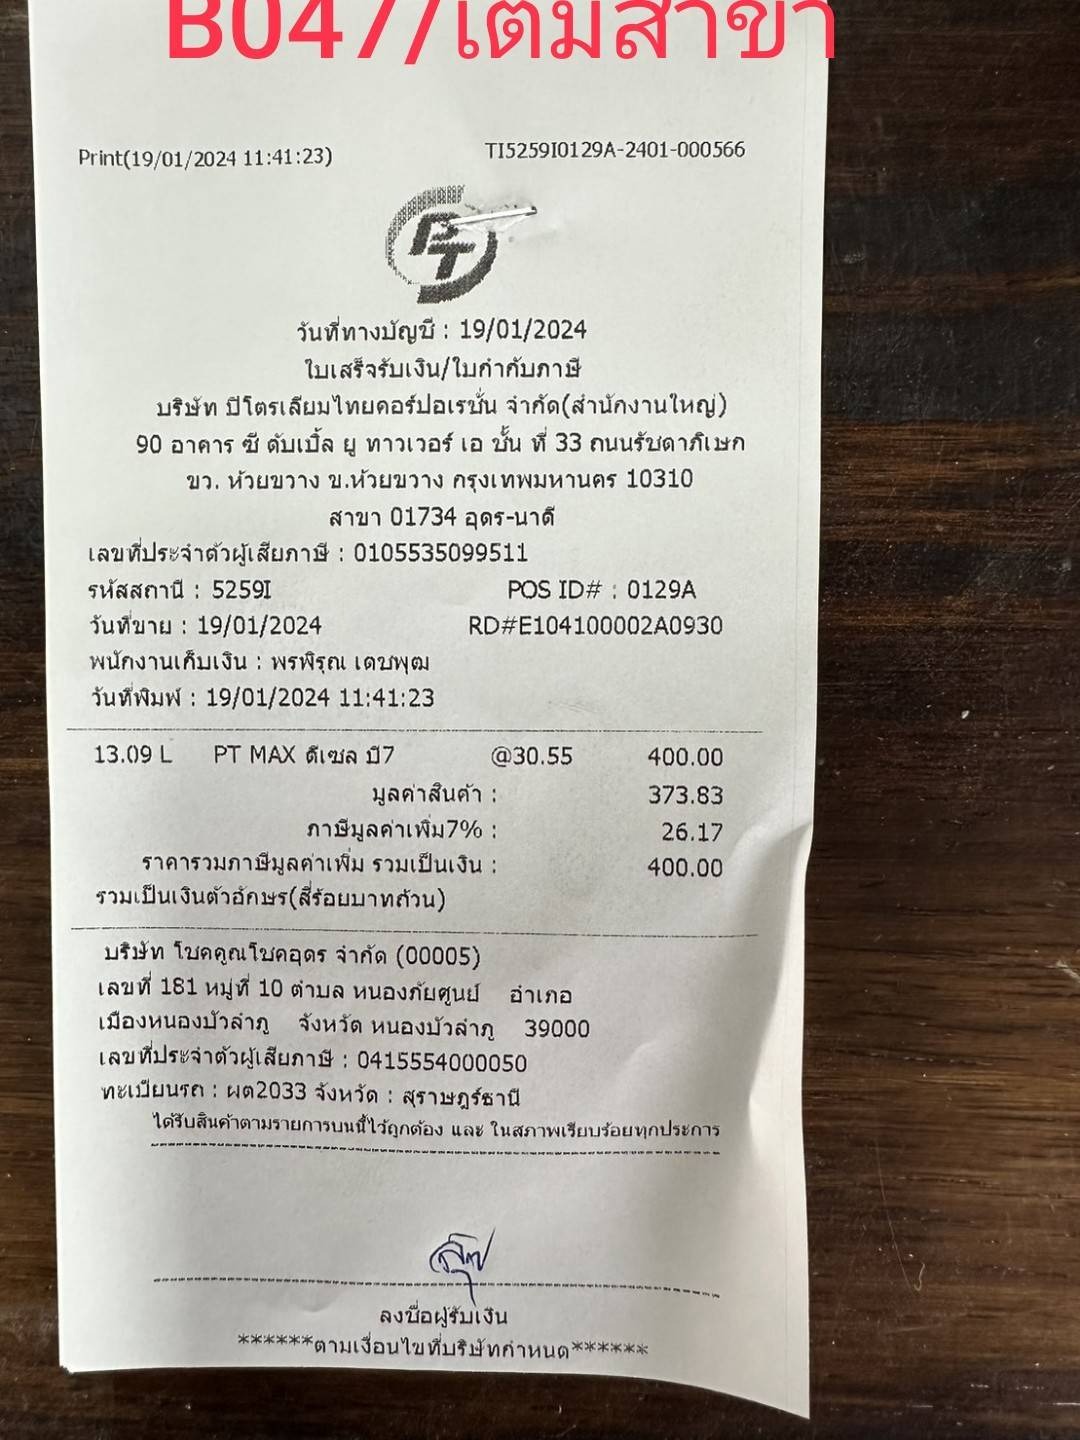 B047/เติมสาขา
Print(19/01/2024 11:41:23) TI5259I0129A-2401-000566
PT
วันที่ทางบัญชี : 19/01/2024
ใบเสร็จรับเงิน/ใบกำกับภาษี
บริษัท ปิโตรเลียมไทยคอร์ปอเรชั่น จำกัด(สำนักงานใหญ่)
90 อาคาร ซี ดับเบิ้ล ยู ทาวเวอร์ เอ ชั้น ที่ 33 ถนนรัชดาภิเษก
ขว. ห้วยขวาง ข.ห้วยขวาง กรุงเทพมหานคร 10310
สาขา 01734 อุดร-นาดี
เลขที่ประจำตัวผู้เสียภาษี : 0105535099511
รหัสสถานี : 5259I POS ID# : 0129A
วันที่ขาย : 19/01/2024 RD#E104100002A0930
พนักงานเก็บเงิน : พรพิรุณ เตชพุฒ
วันที่พิมพ์ : 19/01/2024 11:41:23
13.09 L PT MAX ดีเซล บี7 @30.55 400.00
มูลค่าสินค้า : 373.83
ภาษีมูลค่าเพิ่ม7% : 26.17
ราคารวมภาษีมูลค่าเพิ่ม รวมเป็นเงิน : 400.00
รวมเป็นเงินตัวอักษร(สี่ร้อยบาทถ้วน)
บริษัท โชคคูณโชคอุดร จำกัด (00005)
เลขที่ 181 หมู่ที่ 10 ตำบล หนองภัยศูนย์ อำเภอ
เมืองหนองบัวลำภู จังหวัด หนองบัวลำภู 39000
เลขที่ประจำตัวผู้เสียภาษี : 0415554000050
ทะเบียนรถ : ผต2033 จังหวัด : สุราษฎร์ธานี
ได้รับสินค้าตามรายการบนนี้ไว้ถูกต้อง และ ในสภาพเรียบร้อยทุกประการ
ลงชื่อผู้รับเงิน
******ตามเงื่อนไขที่บริษัทกำหนด******